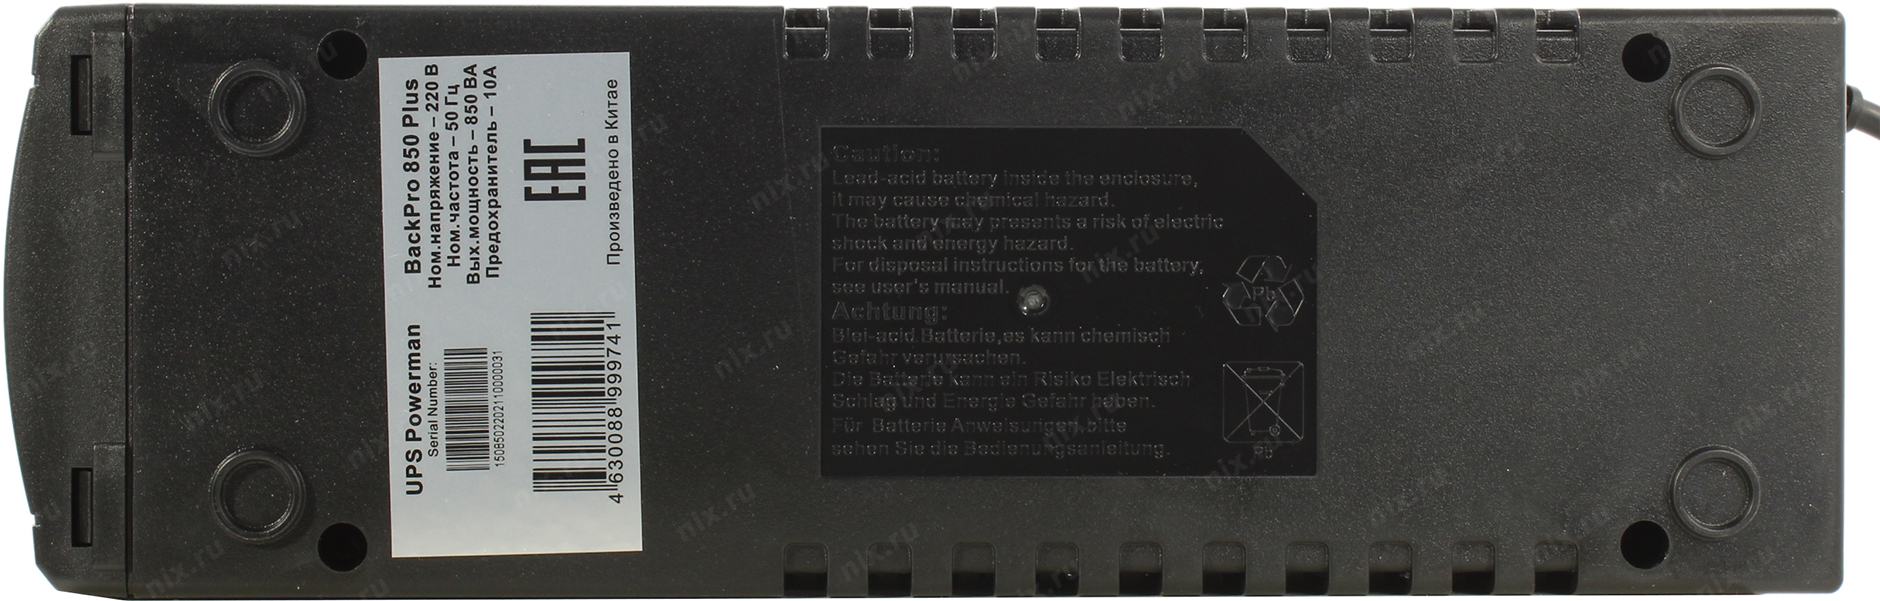 UPS Powerman BackPro 850 Plus
Serial Number:
Ном.напряжение – 220 В
Ном.частота – 50 Гц
Вых.мощность – 850 ВА
Предохранитель – 10А
1508502202110000031
EAC
Произведено в Китае
4630088999741
Caution:
Lead-acid battery inside the enclosure,
it may cause chemical hazard.
The battery may presents a risk of electric
shock and energy hazard.
For disposal instructions for the battery,
see user's manual.
Achtung:
Blei-acid Batterie,es kann chemisch
Gefahr verursachen.
Die Batterie kann ein Risiko Elektrisch
Schlag und Energie Gefahr haben.
Für Batterie Anweisungen,bitte
sehen Sie die Bedienungsanleitung.
Pb
Pb
nix.ru